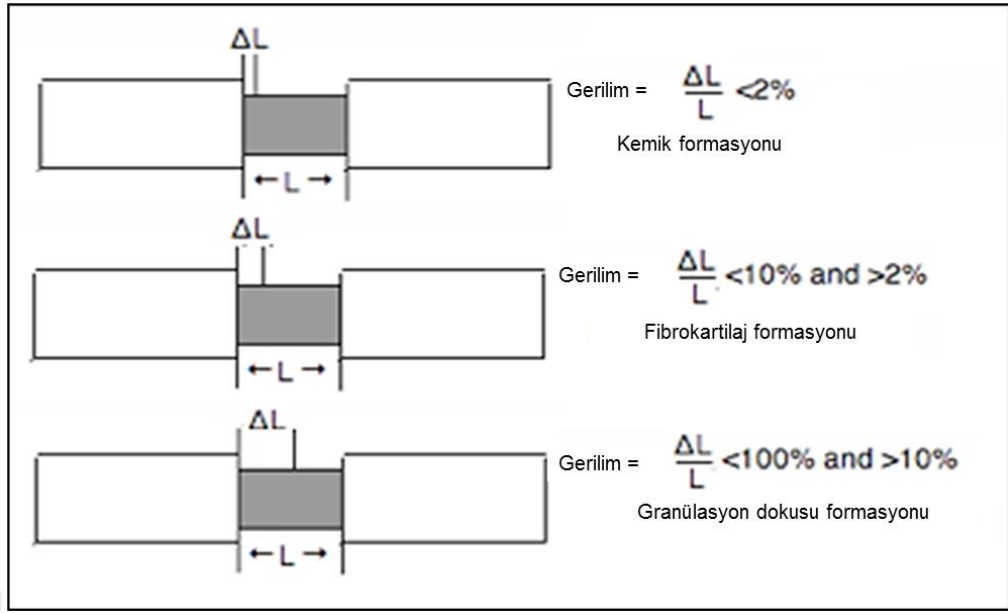 ΔL
Gerilim = ΔL/L <2%
Kemik formasyonu
← L →
ΔL
Gerilim = ΔL/L <10% and >2%
Fibrokartilaj formasyonu
← L →
ΔL
Gerilim = ΔL/L <100% and >10%
Granülasyon dokusu formasyonu
← L →